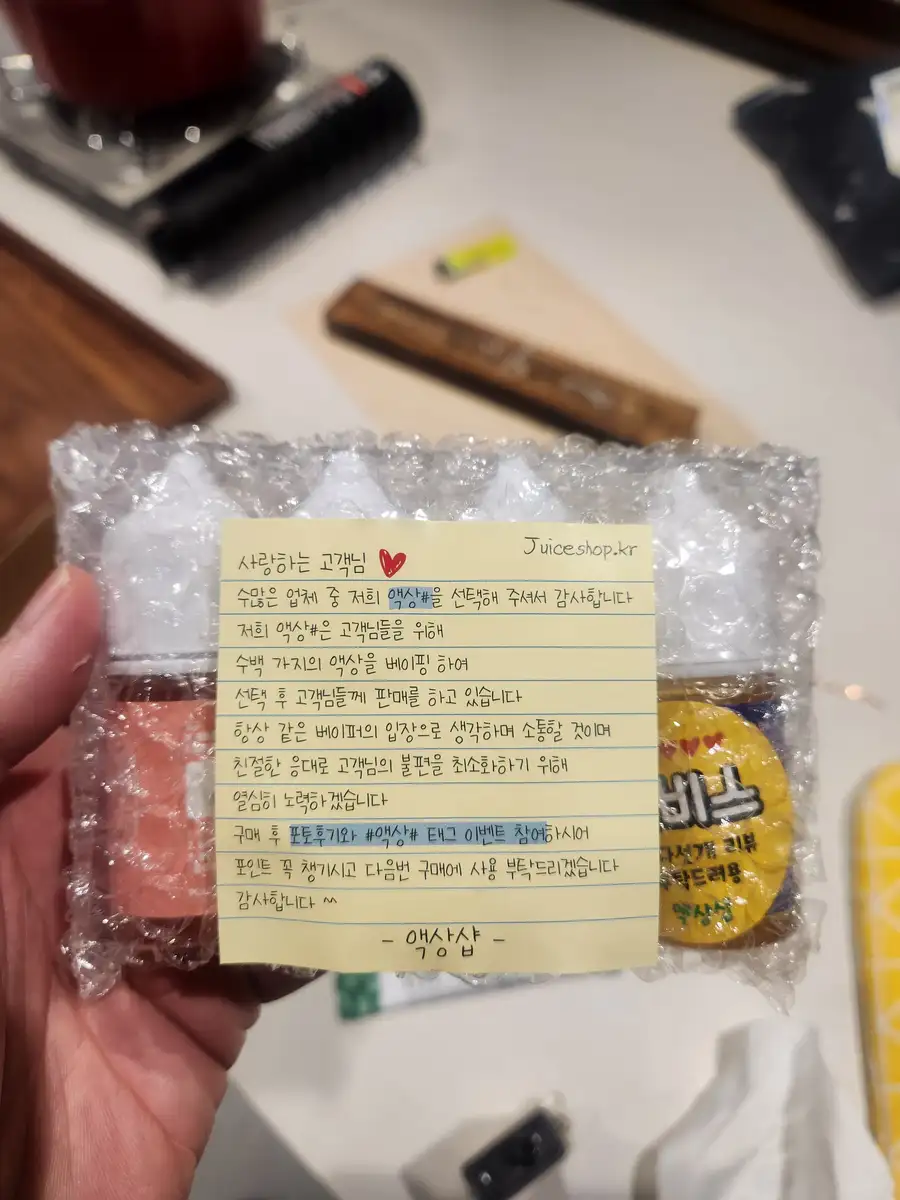 Juiceshop.kr
사랑하는 고객님
수많은 업체 중 저희 액상#을 선택해 주셔서 감사합니다
저희 액상#은 고객님들을 위해
수백 가지의 액상을 베이핑 하여
선택 후 고객님들께 판매를 하고 있습니다
항상 같은 베이퍼의 입장으로 생각하며 소통할 것이며
친절한 응대로 고객님의 불편을 최소화하기 위해
열심히 노력하겠습니다
구매 후 포토후기와 #액상# 태그 이벤트 참여하시어
포인트 꼭 챙기시고 다음번 구매에 사용 부탁드리겠습니다
감사합니다 ^^
- 액상샵 -
비스
리뷰